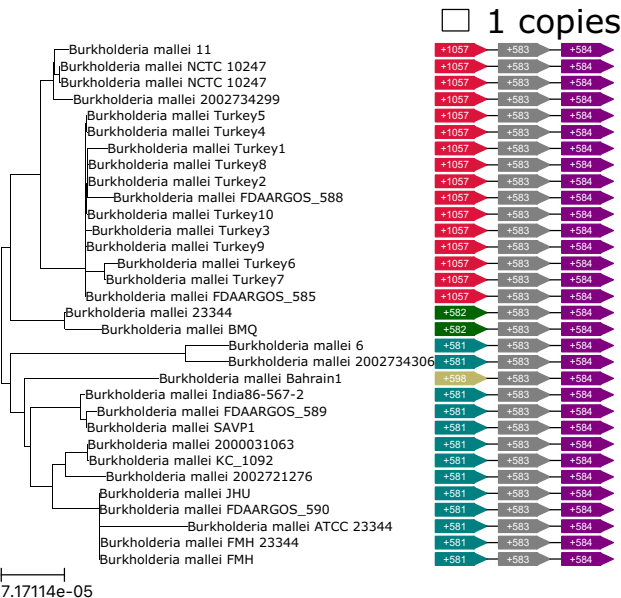 1 copies
Burkholderia mallei 11 +1057 +583 +584
Burkholderia mallei NCTC 10247 +1057 +583 +584
Burkholderia mallei NCTC 10247 +1057 +583 +584
Burkholderia mallei 2002734299 +1057 +583 +584
Burkholderia mallei Turkey5 +1057 +583 +584
Burkholderia mallei Turkey4 +1057 +583 +584
Burkholderia mallei Turkey1 +1057 +583 +584
Burkholderia mallei Turkey8 +1057 +583 +584
Burkholderia mallei Turkey2 +1057 +583 +584
Burkholderia mallei FDAARGOS_588 +1057 +583 +584
Burkholderia mallei Turkey10 +1057 +583 +584
Burkholderia mallei Turkey3 +1057 +583 +584
Burkholderia mallei Turkey9 +1057 +583 +584
Burkholderia mallei Turkey6 +1057 +583 +584
Burkholderia mallei Turkey7 +1057 +583 +584
Burkholderia mallei FDAARGOS_585 +1057 +583 +584
Burkholderia mallei 23344 +582 +583 +584
Burkholderia mallei BMQ +582 +583 +584
Burkholderia mallei 6 +581 +583 +584
Burkholderia mallei 2002734306 +581 +583 +584
Burkholderia mallei Bahrain1 +598 +583 +584
Burkholderia mallei India86-567-2 +581 +583 +584
Burkholderia mallei FDAARGOS_589 +581 +583 +584
Burkholderia mallei SAVP1 +581 +583 +584
Burkholderia mallei 2000031063 +581 +583 +584
Burkholderia mallei KC_1092 +581 +583 +584
Burkholderia mallei 2002721276 +581 +583 +584
Burkholderia mallei JHU +581 +583 +584
Burkholderia mallei FDAARGOS_590 +581 +583 +584
Burkholderia mallei ATCC 23344 +581 +583 +584
Burkholderia mallei FMH 23344 +581 +583 +584
Burkholderia mallei FMH +581 +583 +584
7.17114e-05